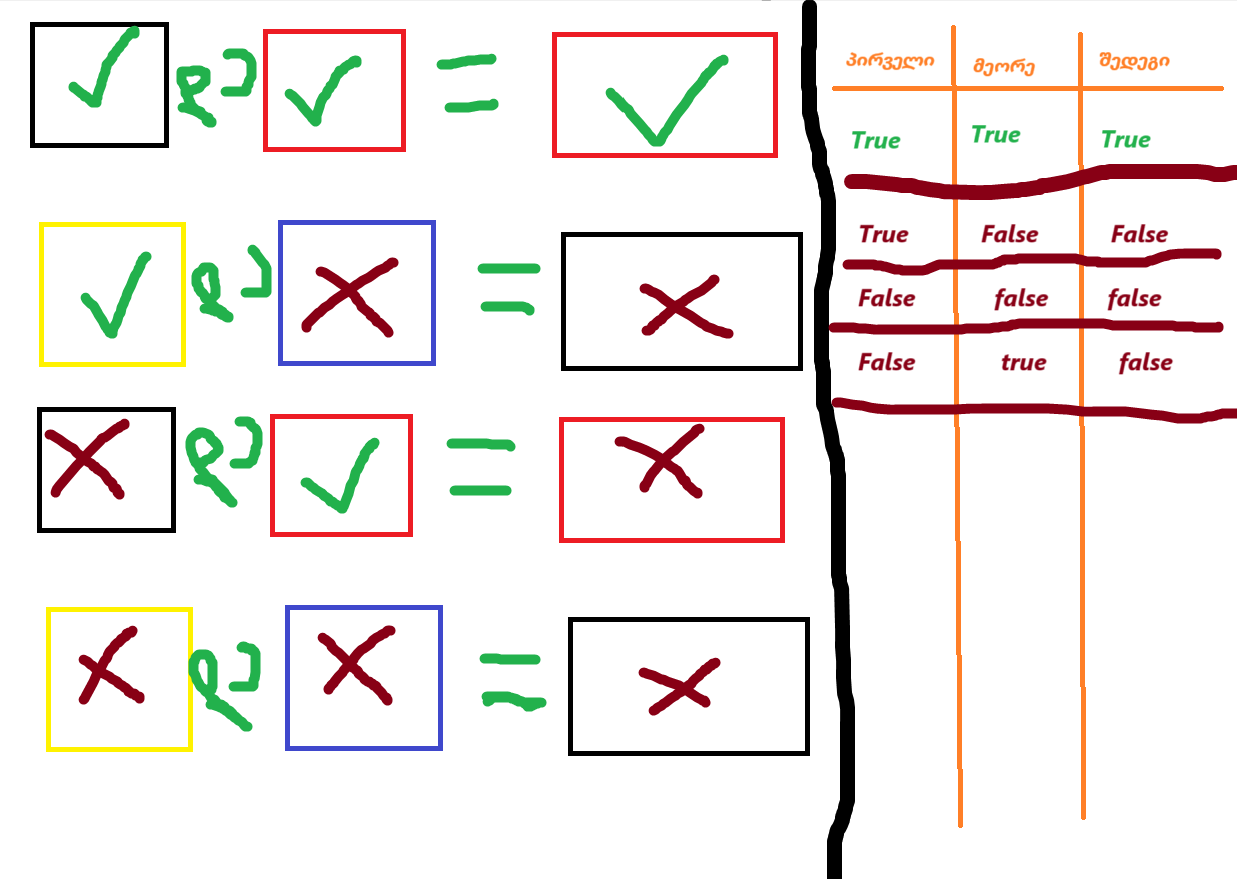 და =
და =
და =
და =
პირველი მეორე შედეგი
True True True
True False False
False false false
False true false